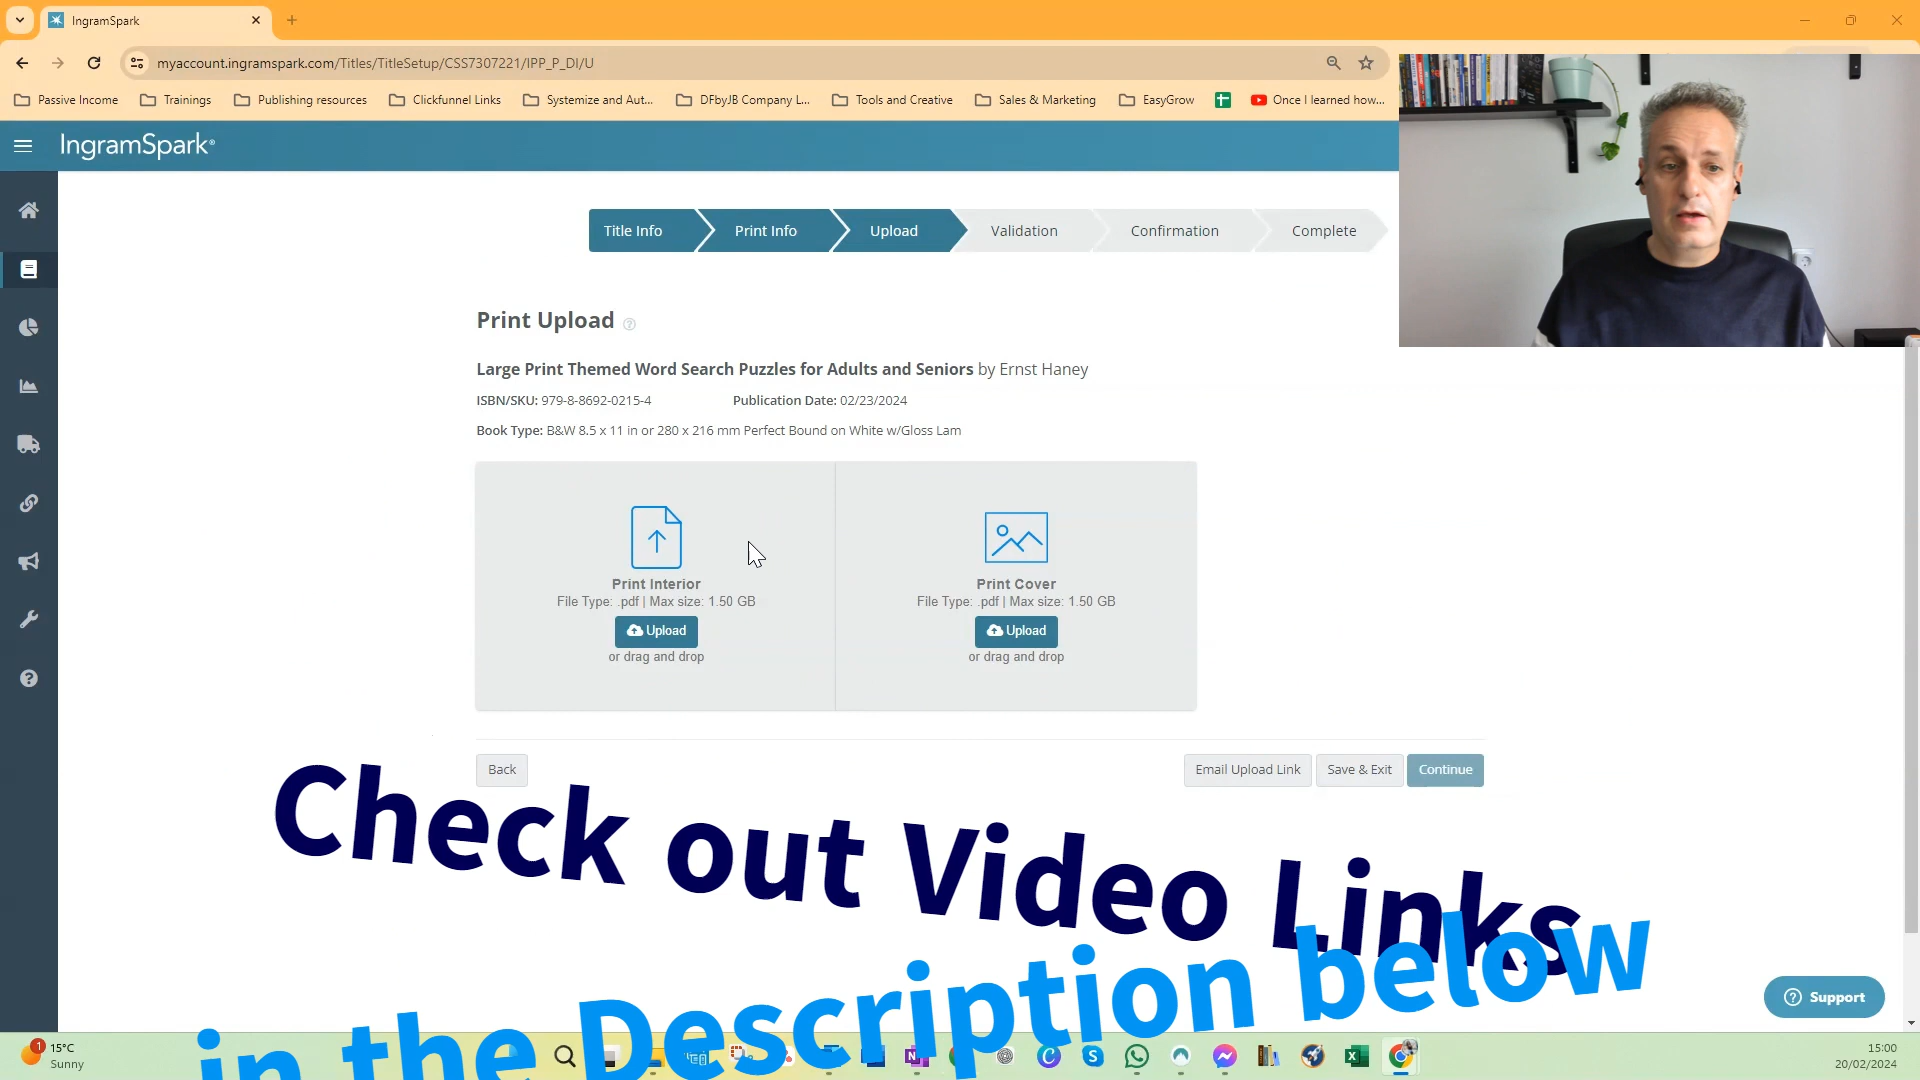 IngramSpark
myaccount.ingramspark.com/Titles/TitleSetup/CSS7307221/IPP_P_DI/U
Passive Income
Trainings
Publishing resources
Clickfunnel Links
Systemize and Aut...
DFbyJB Company L...
Tools and Creative
Sales & Marketing
EasyGrow
Once I learned how...
IngramSpark®
Title Info
Print Info
Upload
Validation
Confirmation
Complete
Print Upload
Large Print Themed Word Search Puzzles for Adults and Seniors by Ernst Haney
ISBN/SKU: 979-8-8692-0215-4
Publication Date: 02/23/2024
Book Type: B&W 8.5 x 11 in or 280 x 216 mm Perfect Bound on White w/Gloss Lam
Print Interior
File Type: .pdf | Max size: 1.50 GB
Upload
or drag and drop
Print Cover
File Type: .pdf | Max size: 1.50 GB
Upload
or drag and drop
Back
Email Upload Link
Save & Exit
Continue
Check out Video Links
in the Description below
Support
1
15°C
Sunny
15:00
20/02/2024